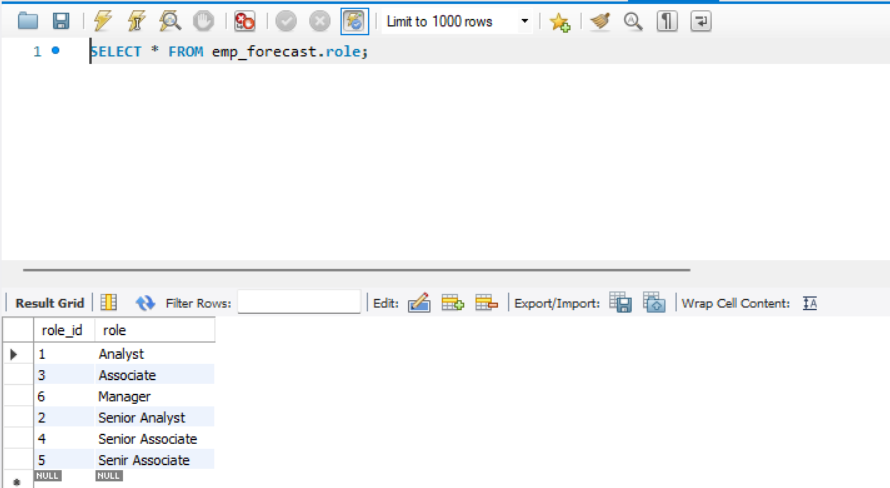 Limit to 1000 rows
1 SELECT * FROM emp_forecast.role;
Result Grid Filter Rows: Edit: Export/Import: Wrap Cell Content:
role_id role
1 Analyst
3 Associate
6 Manager
2 Senior Analyst
4 Senior Associate
5 Senir Associate
NULL NULL